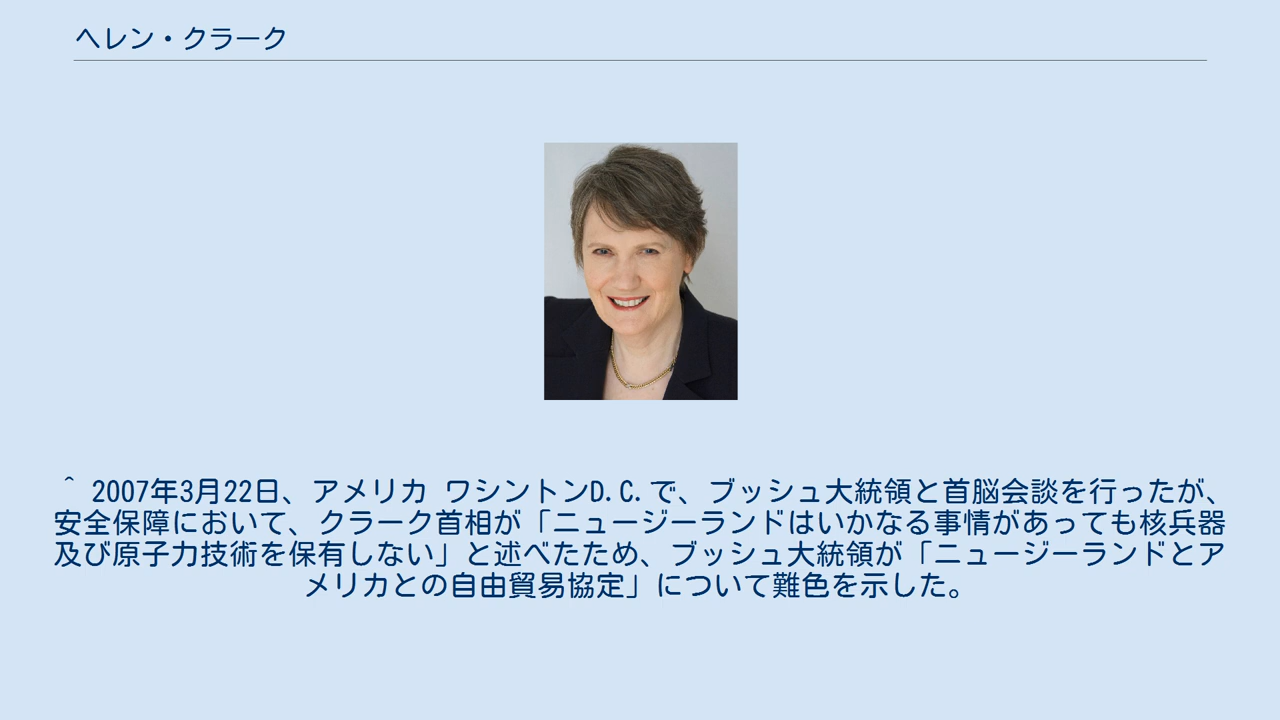 ヘレン・クラーク
^ 2007年3月22日、アメリカ ワシントンD.C.で、ブッシュ大統領と首脳会談を行ったが、
安全保障において、クラーク首相が「ニュージーランドはいかなる事情があっても核兵器
及び原子力技術を保有しない」と述べたため、ブッシュ大統領が「ニュージーランドとア
メリカとの自由貿易協定」について難色を示した。